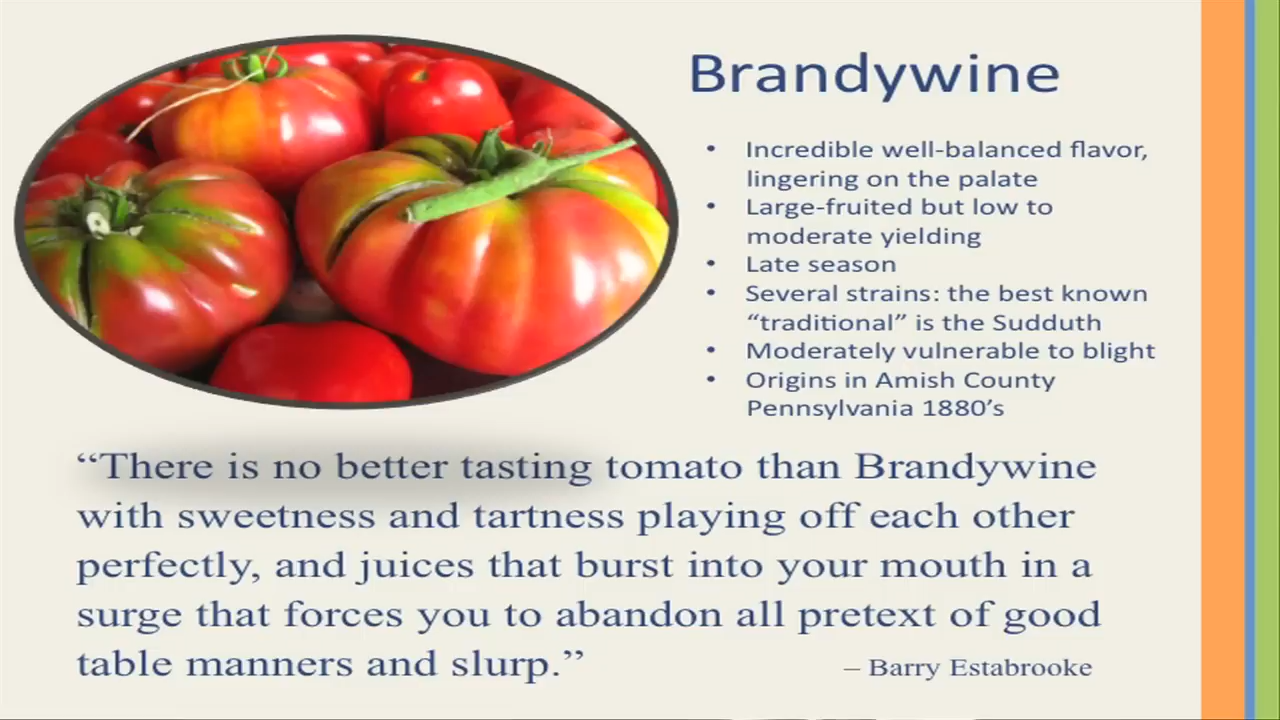 Brandywine
• Incredible well-balanced flavor,
lingering on the palate
• Large-fruited but low to
moderate yielding
• Late season
• Several strains: the best known
“traditional” is the Sudduth
• Moderately vulnerable to blight
• Origins in Amish County
Pennsylvania 1880’s
“There is no better tasting tomato than Brandywine
with sweetness and tartness playing off each other
perfectly, and juices that burst into your mouth in a
surge that forces you to abandon all pretext of good
table manners and slurp.”
– Barry Estabrooke